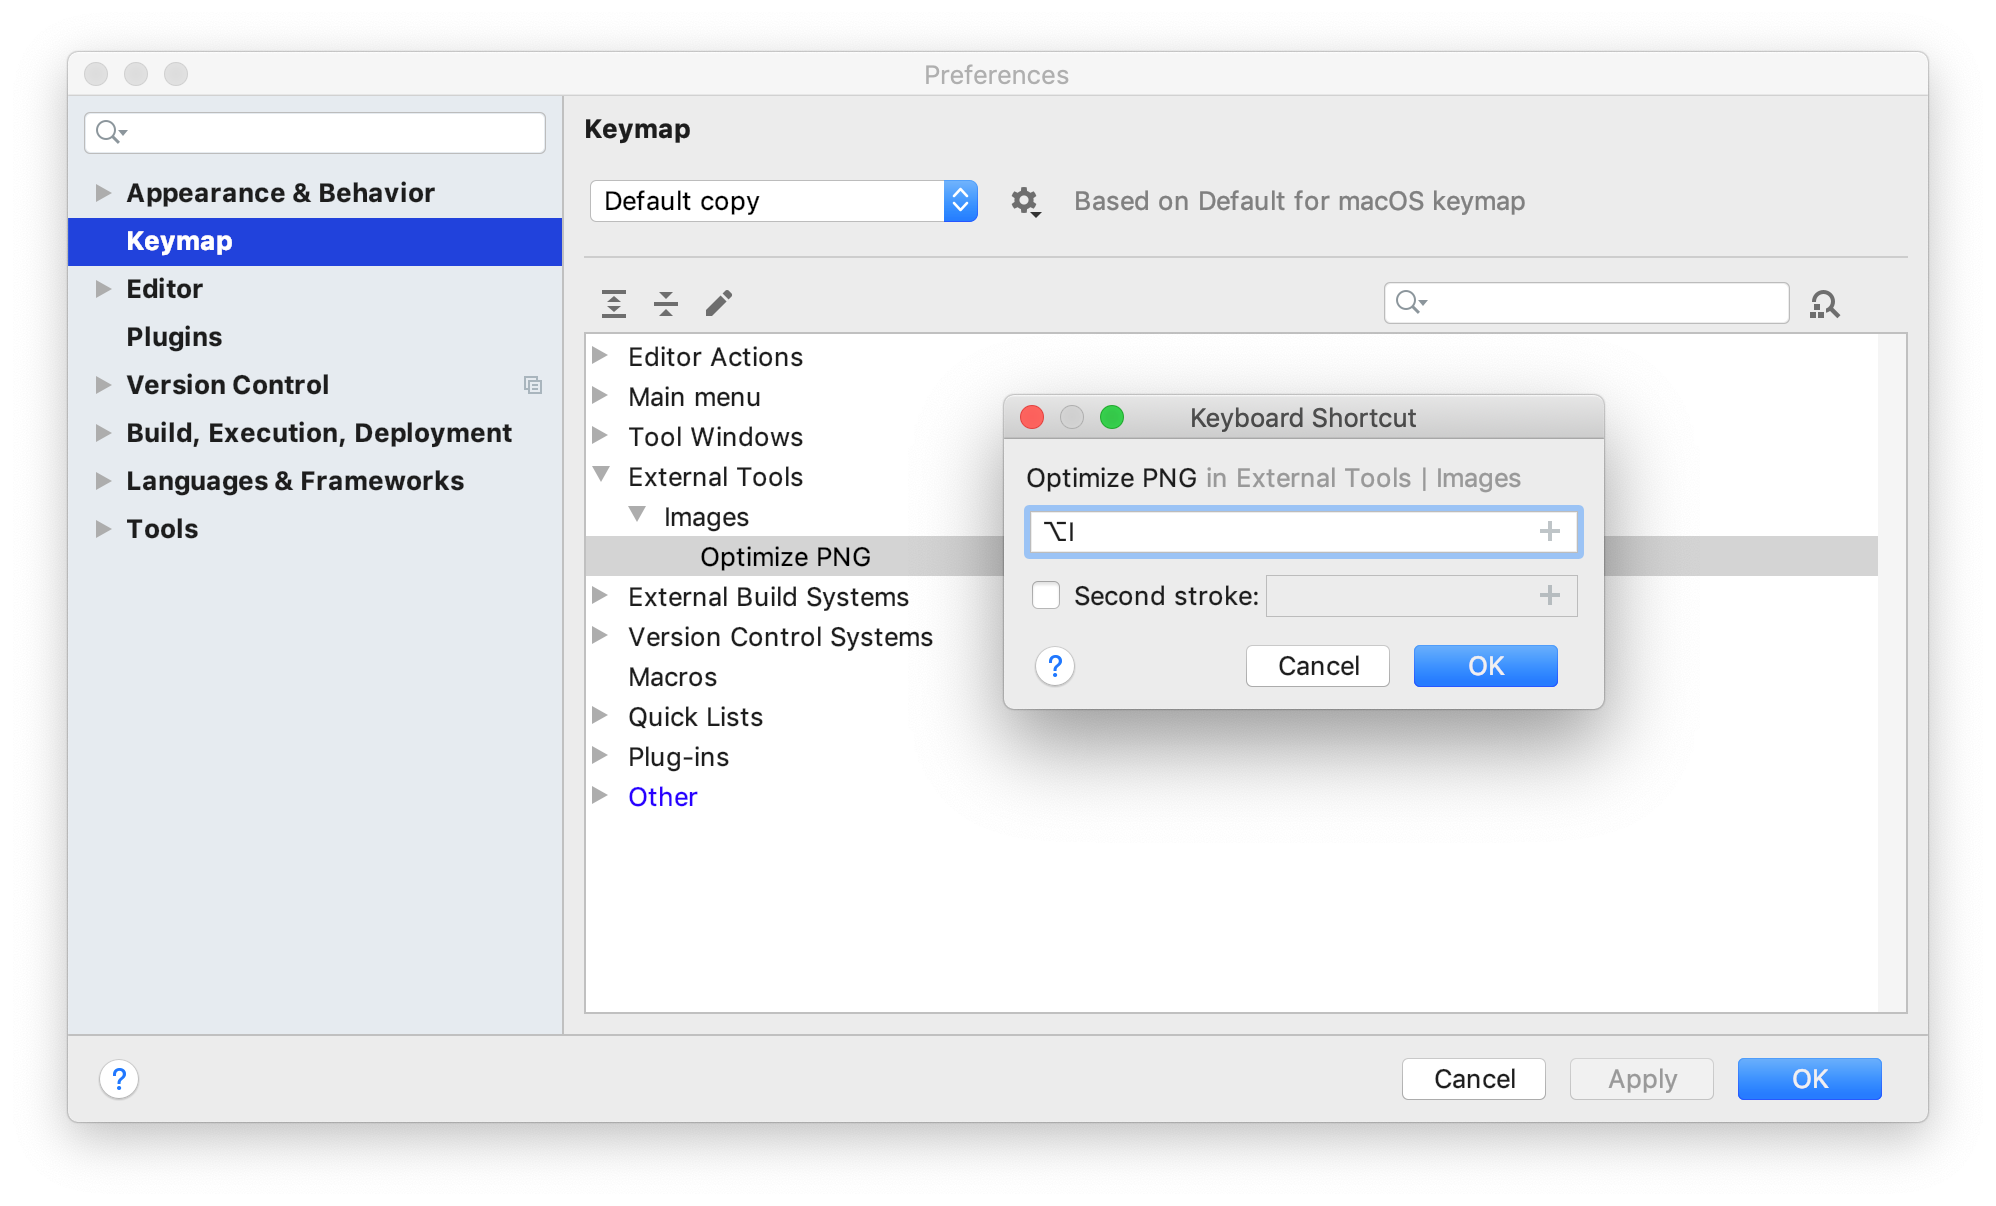 Preferences
Appearance & Behavior
Keymap
Editor
Plugins
Version Control
Build, Execution, Deployment
Languages & Frameworks
Tools
Keymap
Default copy
Based on Default for macOS keymap
Editor Actions
Main menu
Tool Windows
External Tools
Images
Optimize PNG
External Build Systems
Version Control Systems
Macros
Quick Lists
Plug-ins
Other
Keyboard Shortcut
Optimize PNG in External Tools | Images
⌥I
Second stroke:
?
Cancel
OK
?
Cancel
Apply
OK